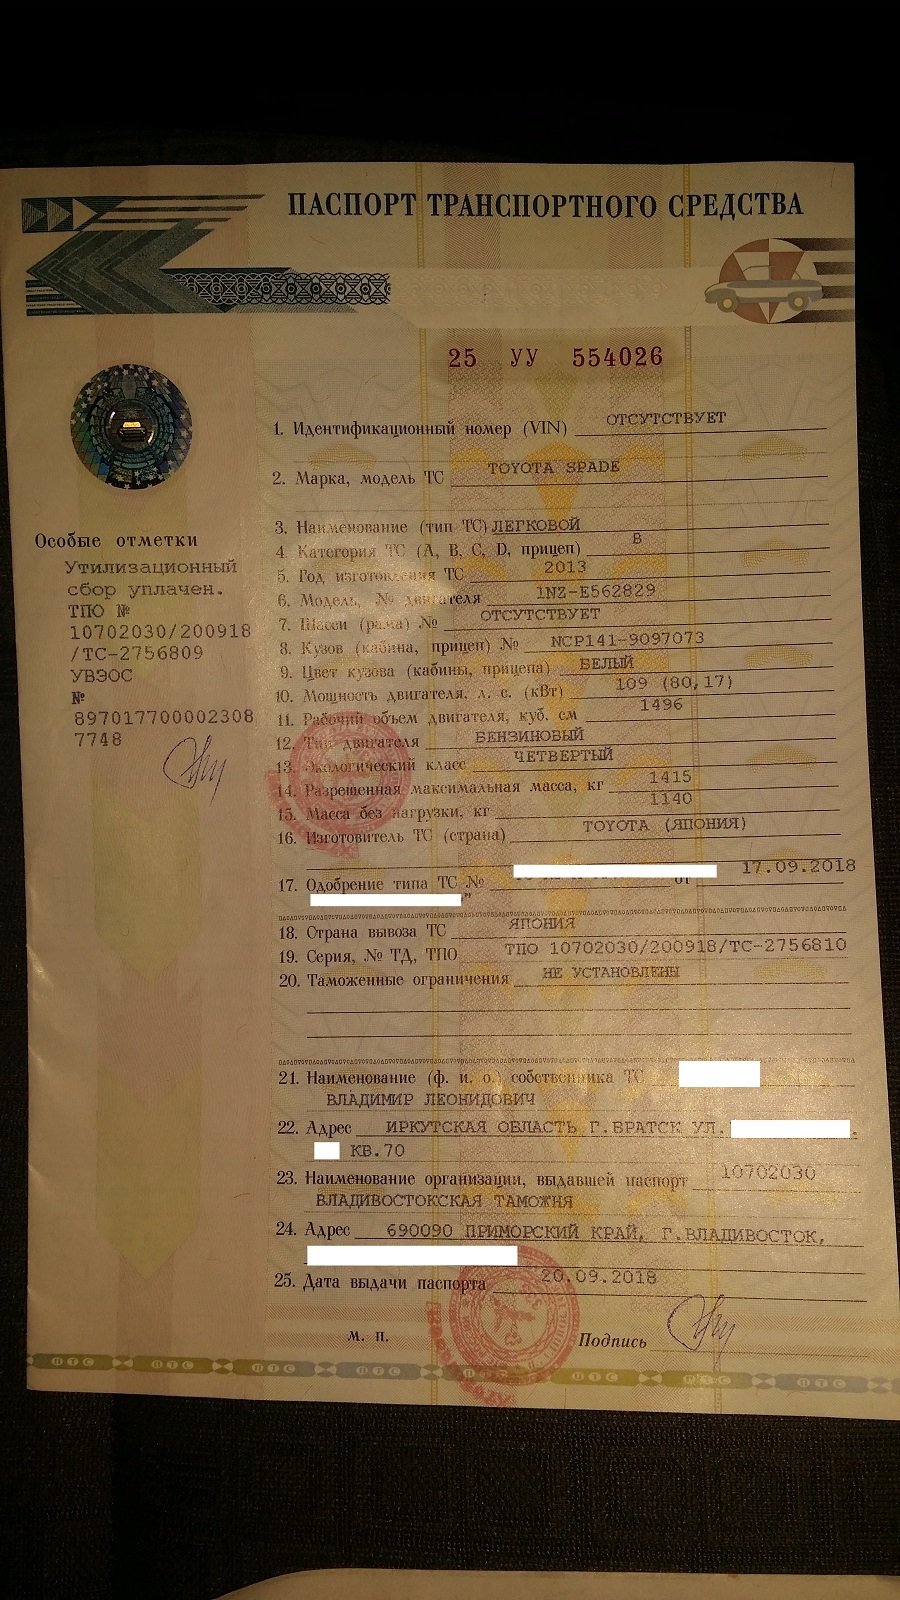 ПАСПОРТ ТРАНСПОРТНОГО СРЕДСТВА
25 УУ 554026
Особые отметки
Утилизационный
сбор уплачен.
ТПО №
10702030/200918
/ТС-2756809
УВЭОС
№
897017700002308
7748
1. Идентификационный номер (VIN) ОТСУТСТВУЕТ
2. Марка, модель ТС TOYOTA SPADE
3. Наименование (тип ТС) ЛЕГКОВОЙ
4. Категория ТС (А, В, С, D, прицеп) В
5. Год изготовления ТС 2013
6. Модель, № двигателя 1NZ-E562829
7. Шасси (рама) № ОТСУТСТВУЕТ
8. Кузов (кабина, прицеп) № NCP141-9097073
9. Цвет кузова (кабины, прицепа) БЕЛЫЙ
10. Мощность двигателя, л. с. (кВт) 109 (80,17)
11. Рабочий объем двигателя, куб. см 1496
12. Тип двигателя БЕНЗИНОВЫЙ
13. Экологический класс ЧЕТВЕРТЫЙ
14. Разрешенная максимальная масса, кг 1415
15. Масса без нагрузки, кг 1140
16. Изготовитель ТС (страна) TOYOTA (ЯПОНИЯ)
17. Одобрение типа ТС № от 17.09.2018
"
18. Страна вывоза ТС ЯПОНИЯ
19. Серия, № ТД, ТПО ТПО 10702030/200918/ТС-2756810
20. Таможенные ограничения НЕ УСТАНОВЛЕНЫ
21. Наименование (ф. и. о.) собственника ТС
ВЛАДИМИР ЛЕОНИДОВИЧ
22. Адрес ИРКУТСКАЯ ОБЛАСТЬ Г.БРАТСК УЛ.
КВ.70
23. Наименование организации, выдавшей паспорт 10702030
ВЛАДИВОСТОКСКАЯ ТАМОЖНЯ
24. Адрес 690090 ПРИМОРСКИЙ КРАЙ, Г.ВЛАДИВОСТОК,
25. Дата выдачи паспорта 20.09.2018
М. П. Подпись
ПТС ПТС ПТС ПТС ПТС ПТС ПТС ПТС